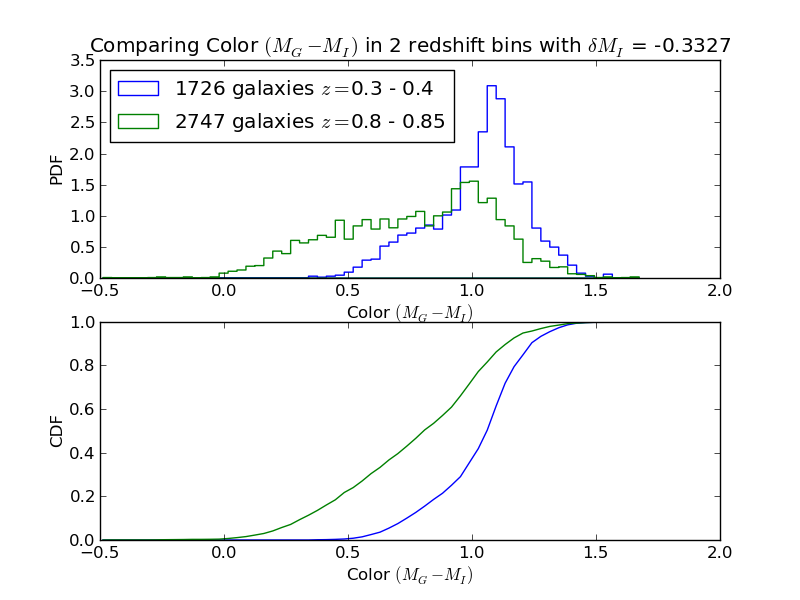 Comparing Color $(M_G - M_I)$ in 2 redshift bins with $\delta M_I$ = -0.3327
3.5
3.0
2.5
2.0
1.5
1.0
0.5
0.0
PDF
1726 galaxies $z=$0.3 - 0.4
2747 galaxies $z=$0.8 - 0.85
−0.5 0.0 0.5 1.0 1.5 2.0
Color $(M_G - M_I)$
1.0
0.8
0.6
0.4
0.2
0.0
CDF
−0.5 0.0 0.5 1.0 1.5 2.0
Color $(M_G - M_I)$